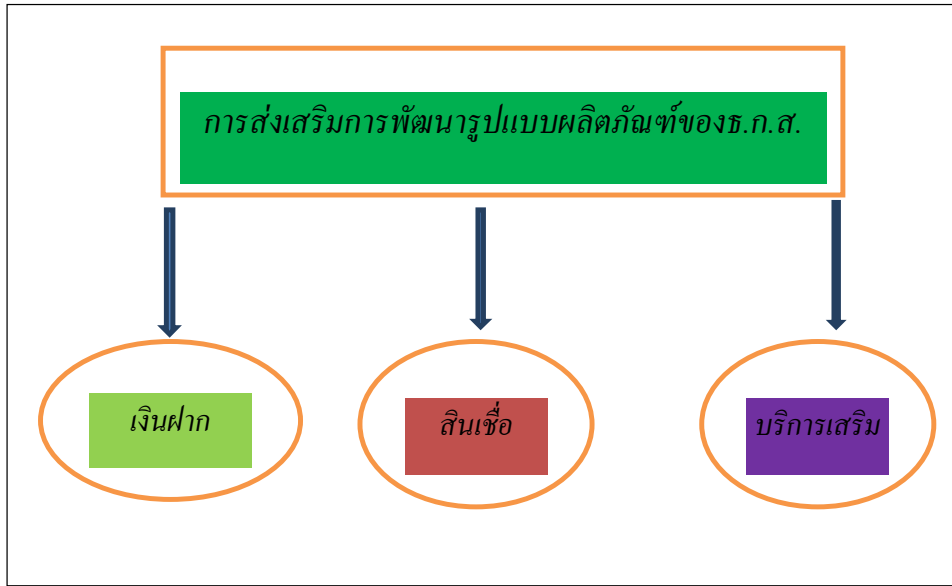 การส่งเสริมการพัฒนารูปแบบผลิตภัณฑ์ของธ.ก.ส.
เงินฝาก
สินเชื่อ
บริการเสริม